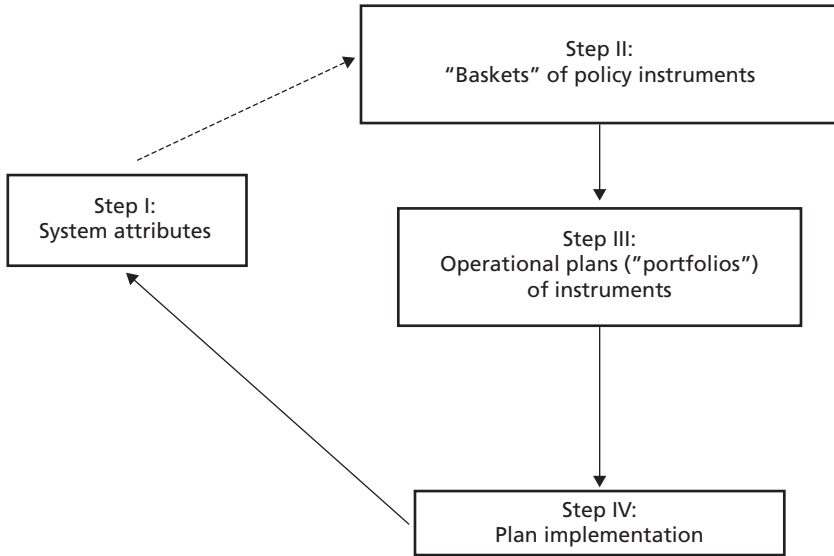 Step II:
“Baskets” of policy instruments
Step I:
System attributes
Step III:
Operational plans (”portfolios”)
of instruments
Step IV:
Plan implementation